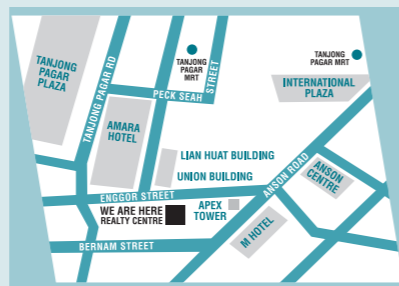 TANJONG
PAGAR
PLAZA
TANJONG PAGAR RD
TANJONG
PAGAR
MRT
STREET
PECK SEAH
TANJONG
PAGAR MRT
INTERNATIONAL
PLAZA
AMARA
HOTEL
LIAN HUAT BUILDING
UNION BUILDING
ANSON ROAD
ANSON
CENTRE
ENGGOR STREET
WE ARE HERE
REALTY CENTRE
APEX
TOWER
M HOTEL
BERNAM STREET